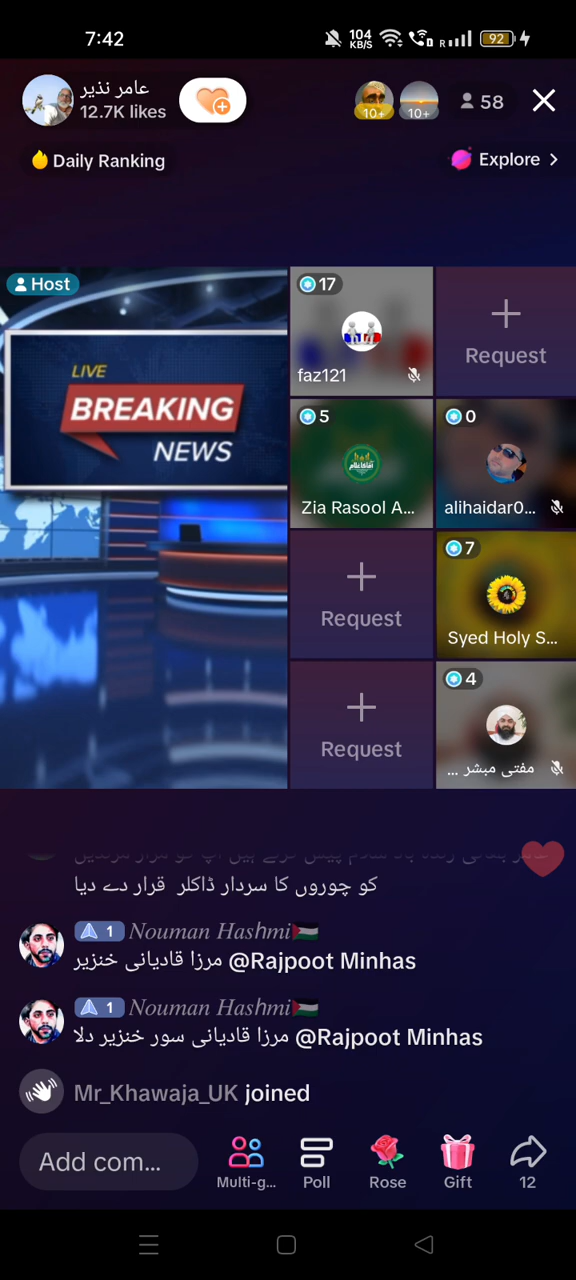 7:42
104
KB/S
R
92
عامر نذیر
12.7K likes
10+
10+
58
Daily Ranking
Explore
Host
LIVE
BREAKING
NEWS
17
faz121
Request
5
Zia Rasool A...
0
alihaidar0...
Request
7
Syed Holy S...
Request
4
مفتی مبشر ...
کو چوروں کا سردار ڈاکلر قرار دے دیا
1 Nouman Hashmi🇵🇸
@Rajpoot Minhas مرزا قادیانی خنزیر
1 Nouman Hashmi🇵🇸
@Rajpoot Minhas مرزا قادیانی سور خنزیر دلا
Mr_Khawaja_UK joined
Add com...
Multi-g...
Poll
Rose
Gift
12